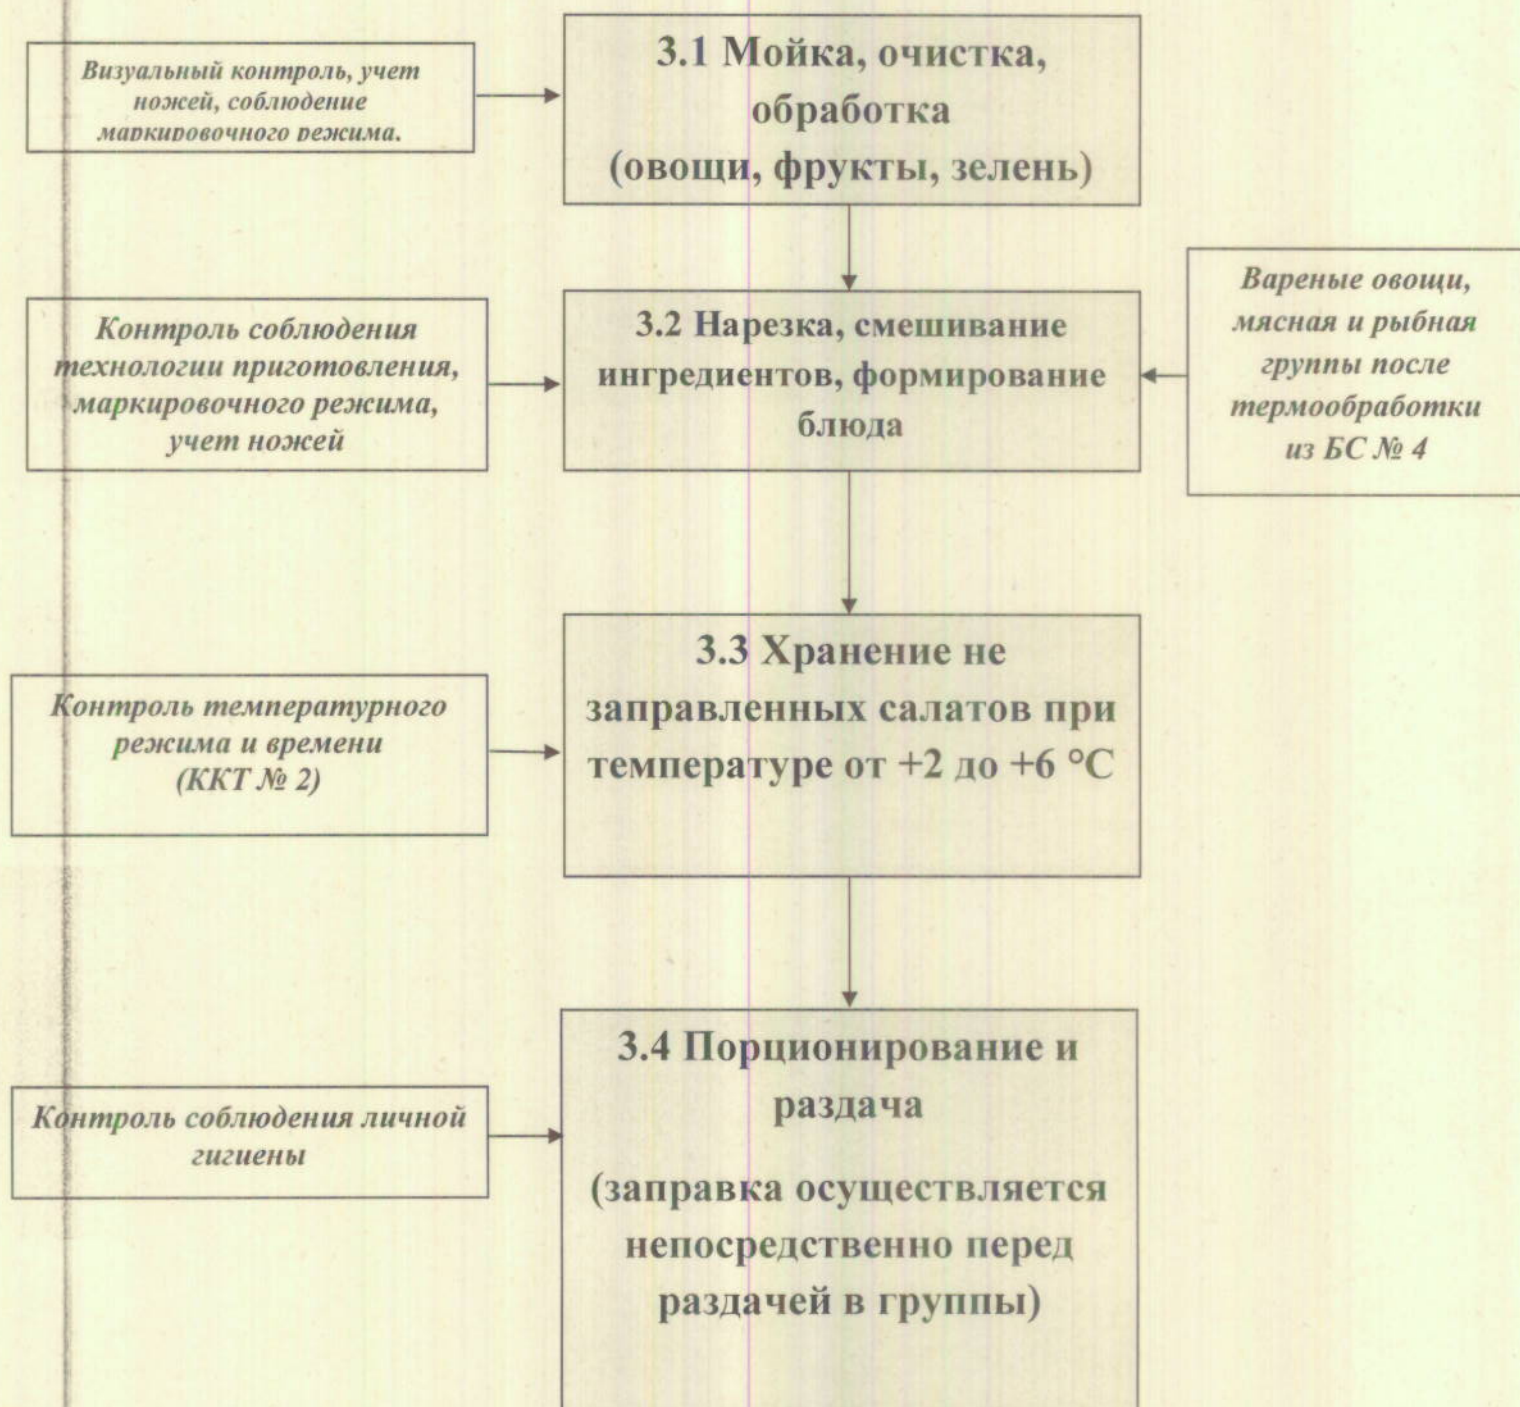 Визуальный контроль, учет
ножей, соблюдение
маркировочного режима.
3.1 Мойка, очистка,
обработка
(овощи, фрукты, зелень)
Контроль соблюдения
технологии приготовления,
маркировочного режима,
учет ножей
3.2 Нарезка, смешивание
ингредиентов, формирование
блюда
Вареные овощи,
мясная и рыбная
группы после
термообработки
из БС № 4
Контроль температурного
режима и времени
(ККТ № 2)
3.3 Хранение не
заправленных салатов при
температуре от +2 до +6 °С
Контроль соблюдения личной
гигиены
3.4 Порционирование и
раздача
(заправка осуществляется
непосредственно перед
раздачей в группы)